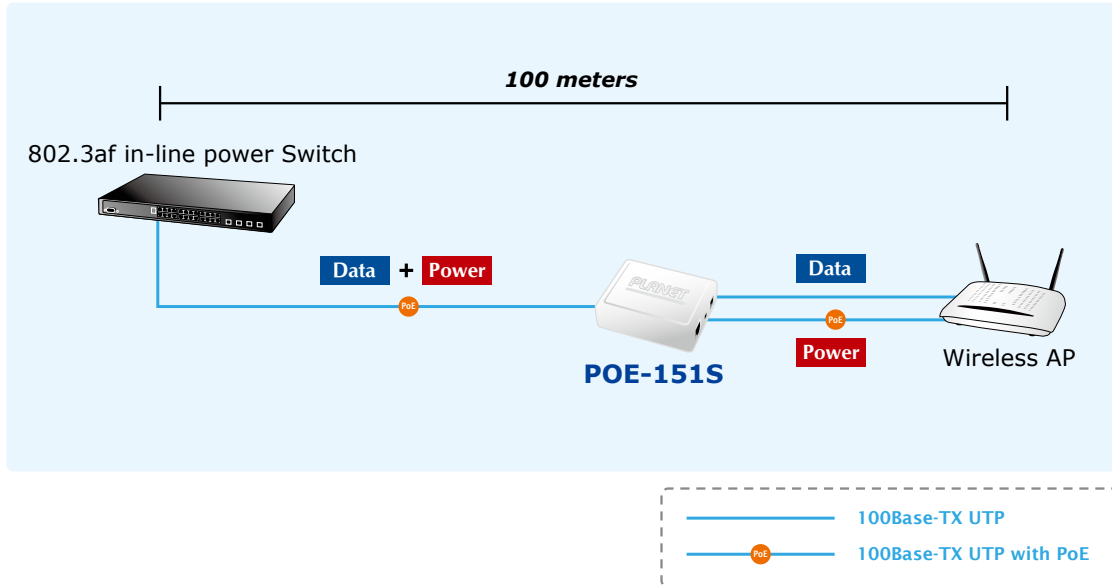 100 meters
802.3af in-line power Switch
Data + Power
PoE
PLANET
POE-151S
Data
PoE
Power
Wireless AP
100Base-TX UTP
PoE
100Base-TX UTP with PoE